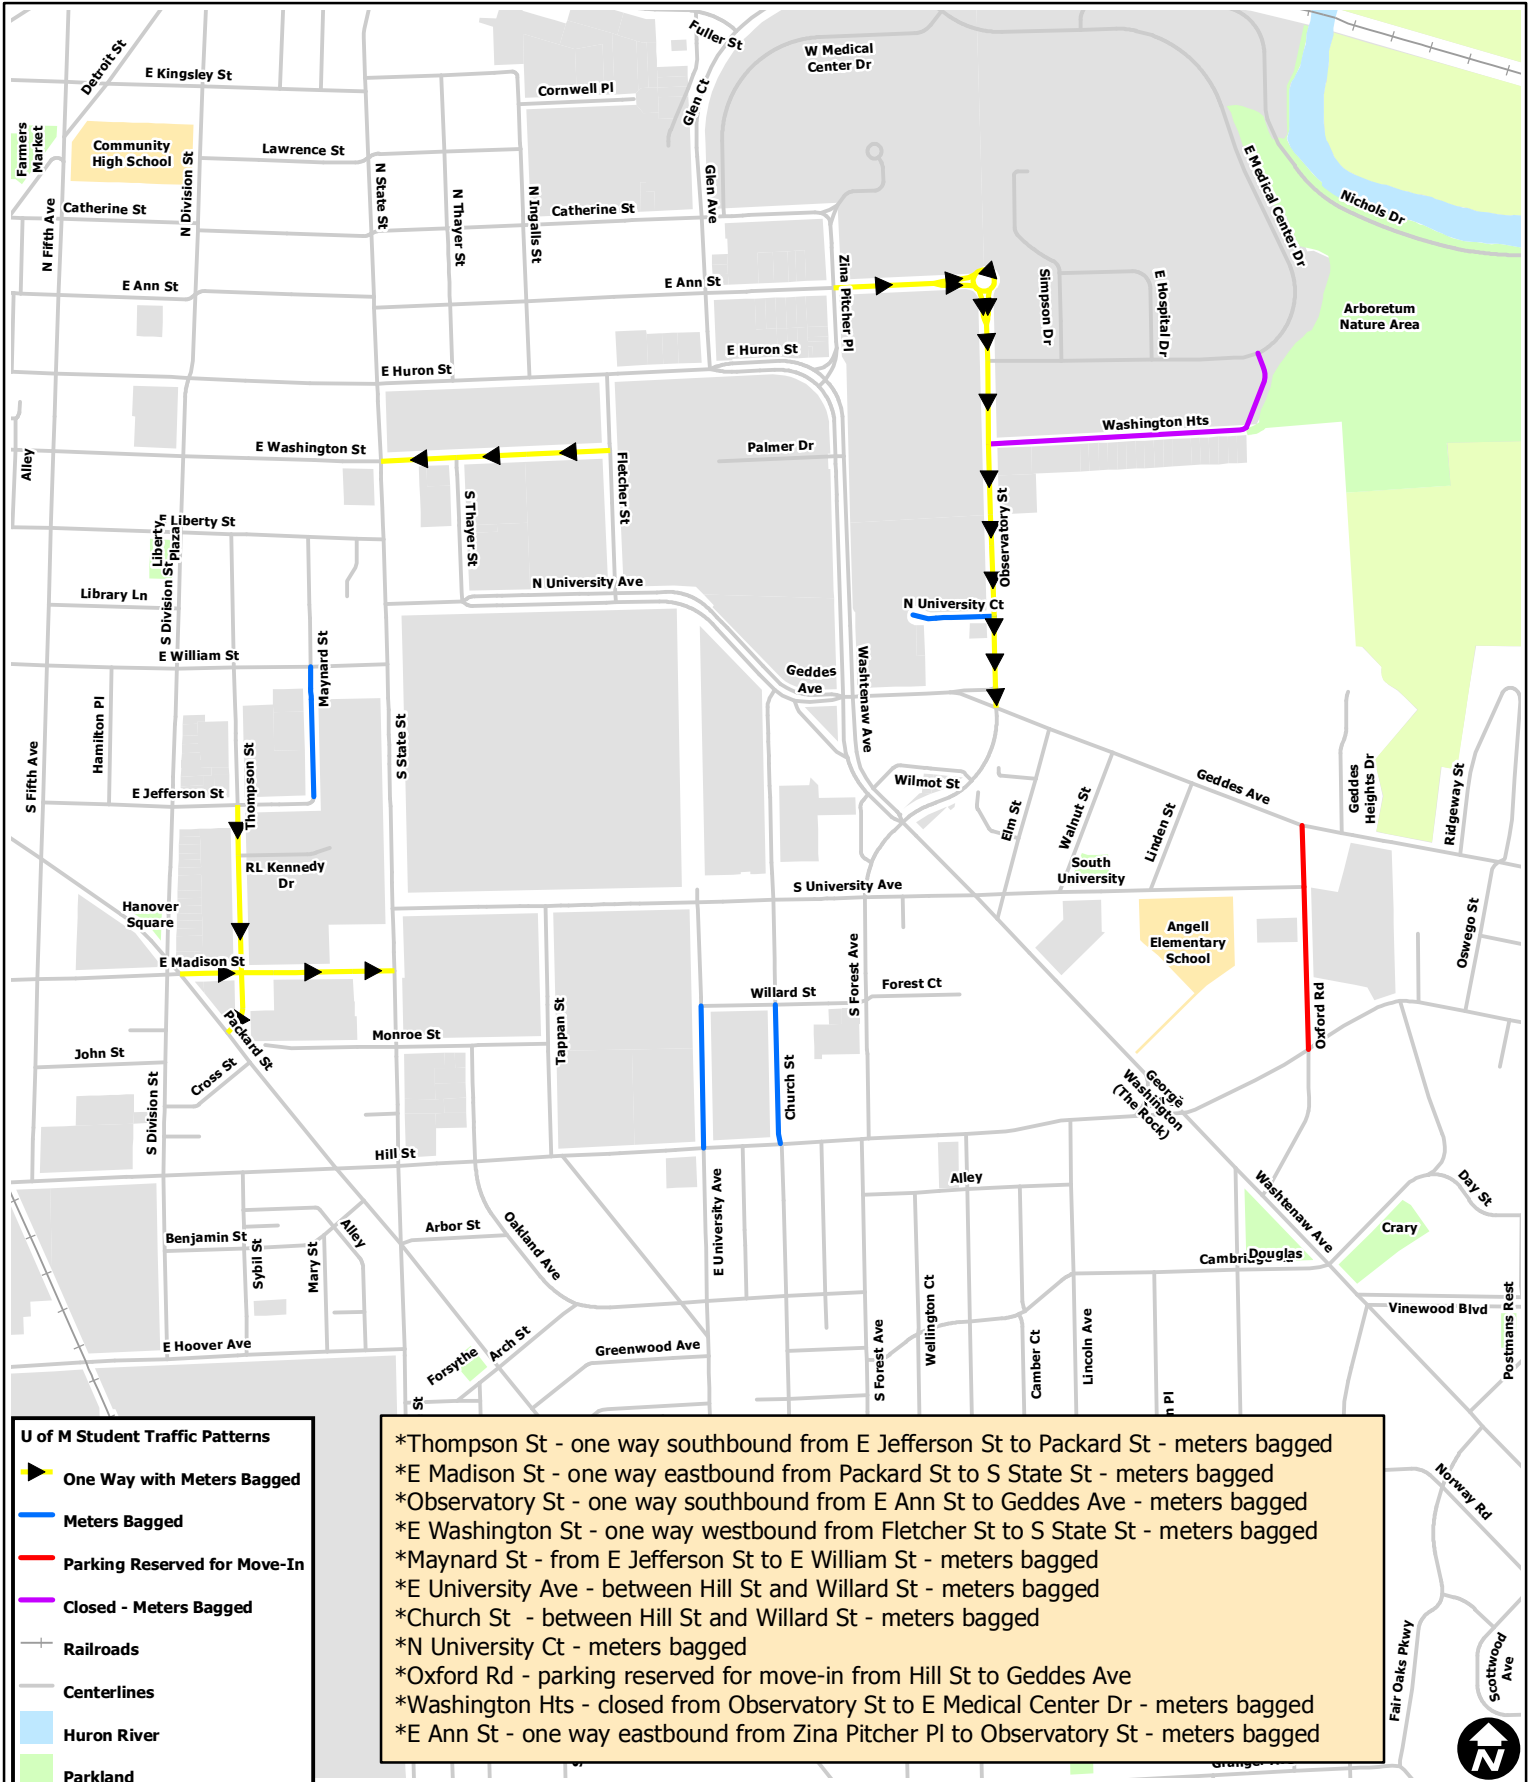 Fuller St
W Medical
Center Dr
Detroit St
E Kingsley St
Cornwell Pl
Glen Ct
Farmers
Market
Community
High School
Lawrence St
N Division St
N State St
N Thayer St
N Ingalls St
Glen Ave
E Medical Center Dr
Nichols Dr
Catherine St
Catherine St
N Fifth Ave
E Ann St
E Ann St
Zina Pitcher Pl
Simpson Dr
E Hospital Dr
Arboretum
Nature Area
E Huron St
E Huron St
E Washington St
Palmer Dr
Washington Hts
Alley
Fletcher St
S Thayer St
Observatory St
Liberty
Plaza
Liberty St
Library Ln
S Division St
N University Ave
N University Ct
E William St
Maynard St
Geddes
Ave
Washtenaw Ave
Hamilton Pl
S State St
S Fifth Ave
Thompson St
E Jefferson St
Wilmot St
Geddes Ave
Geddes
Heights Dr
Ridgeway St
Elm St
Walnut St
Linden St
RL Kennedy
Dr
South
University
S University Ave
Hanover
Square
Angell
Elementary
School
Oswego St
E Madison St
Willard St
S Forest Ave
Forest Ct
Oxford Rd
Packard St
Monroe St
Tappan St
John St
Cross St
Church St
George
Washington
(The Rock)
S Division St
Hill St
Alley
E University Ave
Washtenaw Ave
Day St
Benjamin St
Sybil St
Mary St
Alley
Arbor St
Oakland Ave
Crary
Douglas
Wellington Ct
Vinewood Blvd
Postmans Rest
E Hoover Ave
Forsythe
Arch St
Greenwood Ave
S Forest Ave
Camber Ct
Lincoln Ave
St
Pl
Norway Rd
Fair Oaks Pkwy
Scottwood
Ave
U of M Student Traffic Patterns
One Way with Meters Bagged
Meters Bagged
Parking Reserved for Move-In
Closed - Meters Bagged
Railroads
Centerlines
Huron River
Parkland
*Thompson St - one way southbound from E Jefferson St to Packard St - meters bagged
*E Madison St - one way eastbound from Packard St to S State St - meters bagged
*Observatory St - one way southbound from E Ann St to Geddes Ave - meters bagged
*E Washington St - one way westbound from Fletcher St to S State St - meters bagged
*Maynard St - from E Jefferson St to E William St - meters bagged
*E University Ave - between Hill St and Willard St - meters bagged
*Church St  - between Hill St and Willard St - meters bagged
*N University Ct - meters bagged
*Oxford Rd - parking reserved for move-in from Hill St to Geddes Ave
*Washington Hts - closed from Observatory St to E Medical Center Dr - meters bagged
*E Ann St - one way eastbound from Zina Pitcher Pl to Observatory St - meters bagged
N